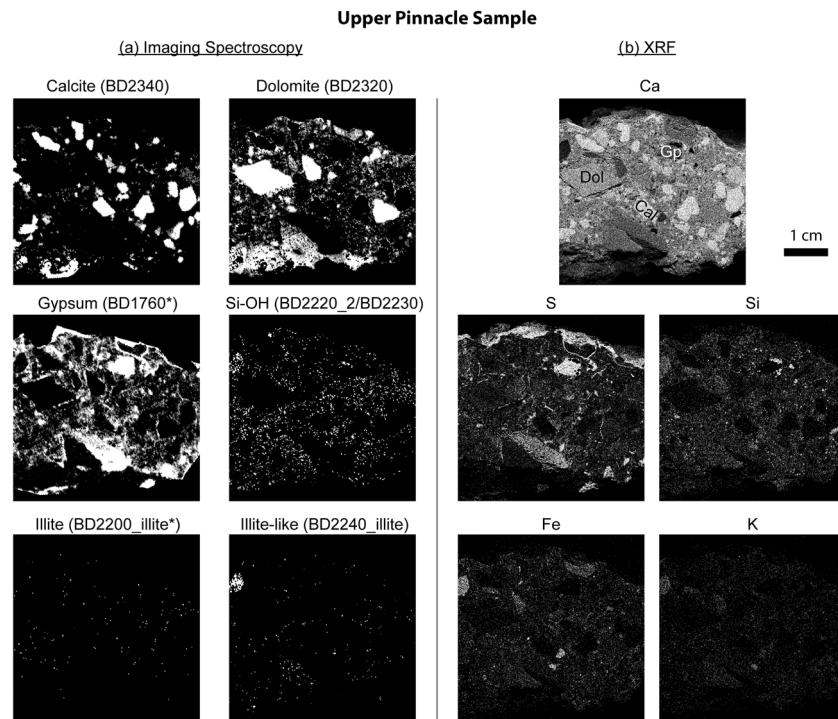 Upper Pinnacle Sample
(a) Imaging Spectroscopy
(b) XRF
Calcite (BD2340)
Dolomite (BD2320)
Ca
Gp
Dol
Cal
1 cm
Gypsum (BD1760*)
Si-OH (BD2220_2/BD2230)
S
Si
Illite (BD2200_illite*)
Illite-like (BD2240_illite)
Fe
K